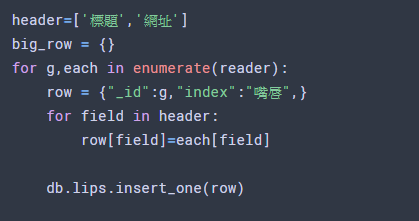 header=['標題','網址']
big_row = {}
for g,each in enumerate(reader):
    row = {"_id":g,"index":"嘴唇",}
    for field in header:
        row[field]=each[field]
    db.lips.insert_one(row)